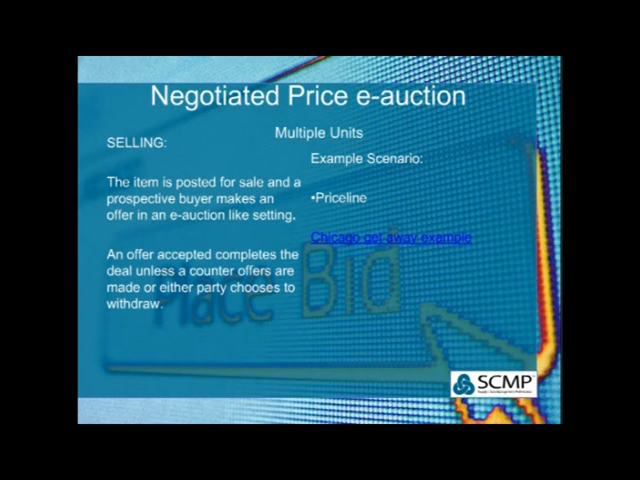 Negotiated Price e-auction
Multiple Units
SELLING:
The item is posted for sale and a
prospective buyer makes an
offer in an e-auction like setting.
An offer accepted completes the
deal unless a counter offers are
made or either party chooses to
withdraw.
Example Scenario:
•Priceline
Chicago get away example
Place Bid
SCMP